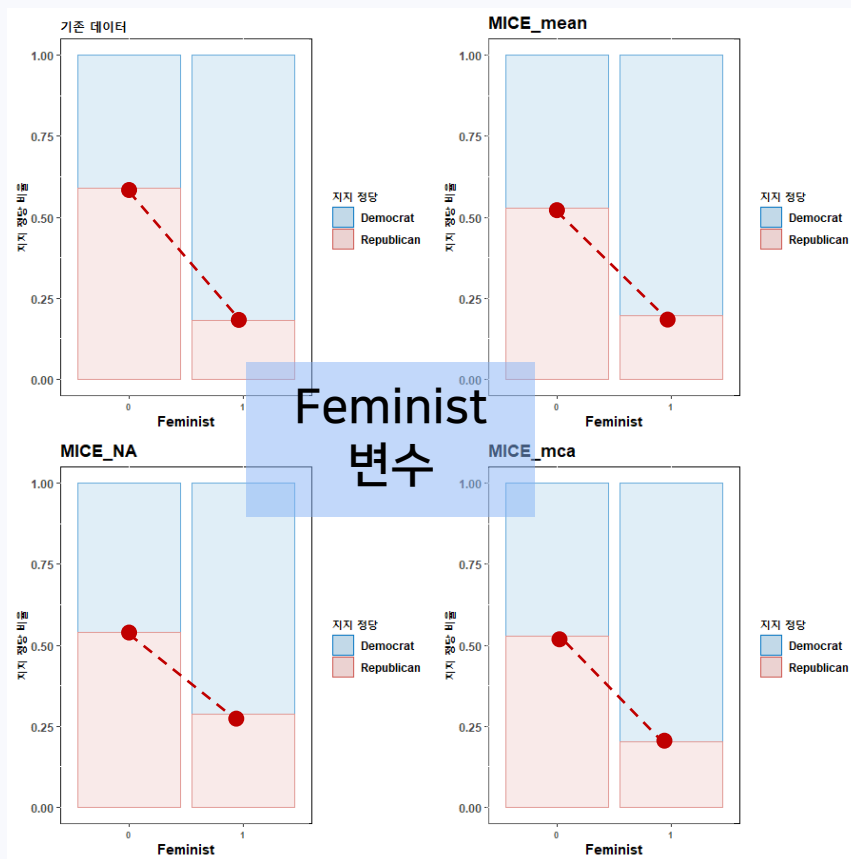 기존 데이터
1.00
0.75
0.50
0.25
0.00
지지 정당 비율
0
1
Feminist
지지 정당
Democrat
Republican
MICE_mean
1.00
0.75
0.50
0.25
0.00
지지 정당 비율
0
1
Feminist
지지 정당
Democrat
Republican
Feminist
변수
MICE_NA
1.00
0.75
0.50
0.25
0.00
지지 정당 비율
0
1
Feminist
지지 정당
Democrat
Republican
MICE_mca
1.00
0.75
0.50
0.25
0.00
지지 정당 비율
0
1
Feminist
지지 정당
Democrat
Republican